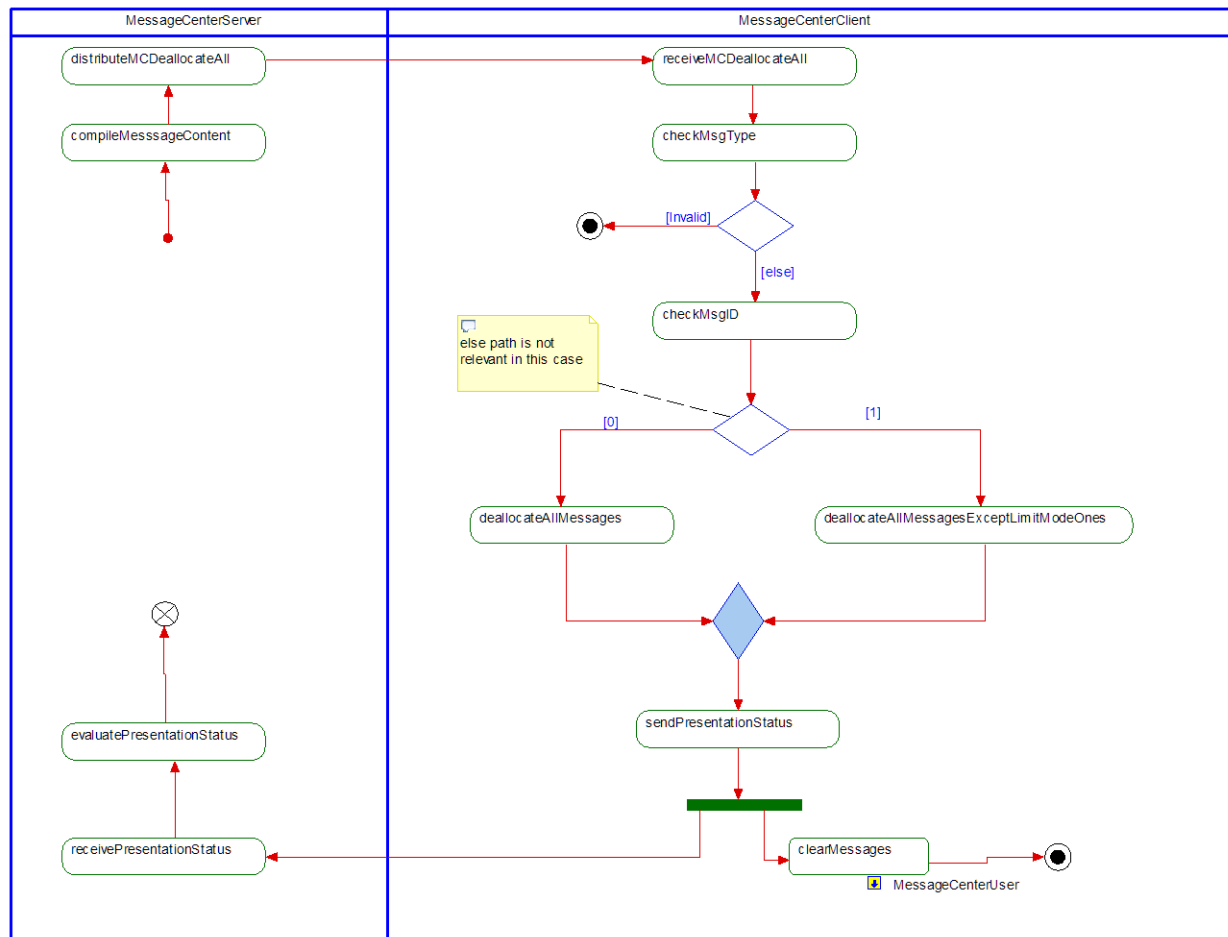 MessageCenterServer
MessageCenterClient
distributeMCDeallocateAll
receiveMCDeallocateAll
compileMesssageContent
checkMsgType
[Invalid]
[else]
checkMsgID
else path is not
relevant in this case
[0]
[1]
deallocateAllMessages
deallocateAllMessagesExceptLimitModeOnes
sendPresentationStatus
evaluatePresentationStatus
receivePresentationStatus
clearMessages
MessageCenterUser